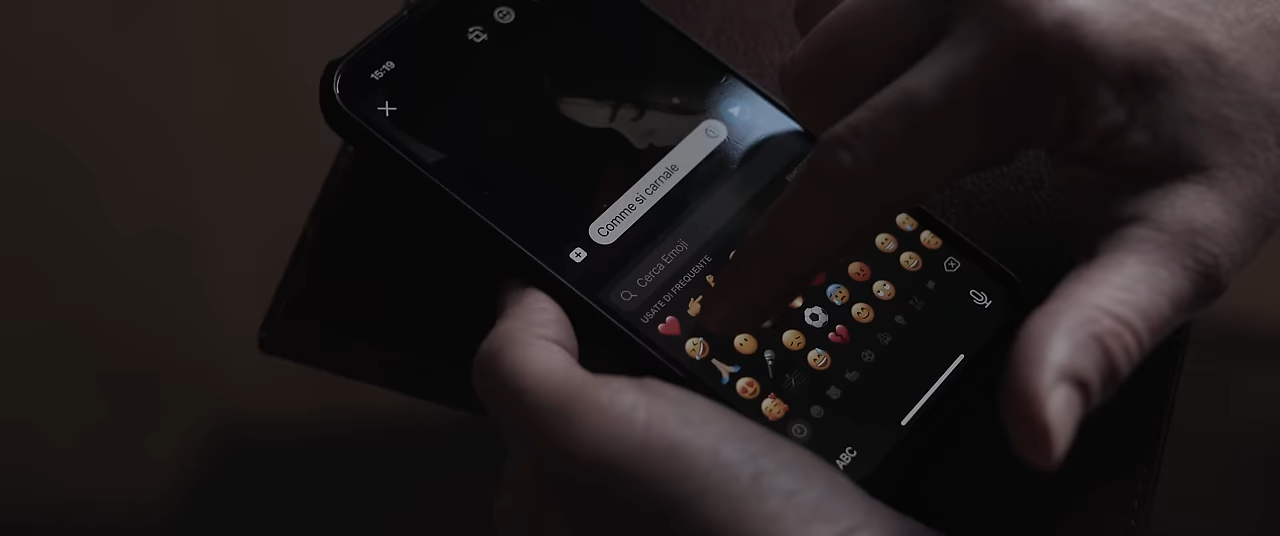 15:19
Comme si carnale
Cerca Emoji
USATE DI FREQUENTE
ABC